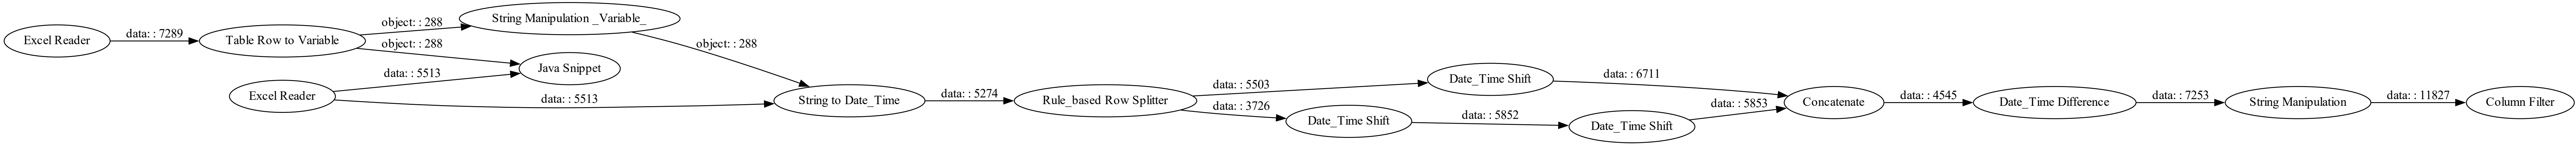 Excel Reader
data: : 7289
Table Row to Variable
object: : 288
String Manipulation _Variable_
object: : 288
object: : 288
Java Snippet
Excel Reader
data: : 5513
data: : 5513
String to Date_Time
data: : 5274
Rule_based Row Splitter
data: : 5503
Date_Time Shift
data: : 6711
data: : 3726
Date_Time Shift
data: : 5852
Date_Time Shift
data: : 5853
Concatenate
data: : 4545
Date_Time Difference
data: : 7253
String Manipulation
data: : 11827
Column Filter